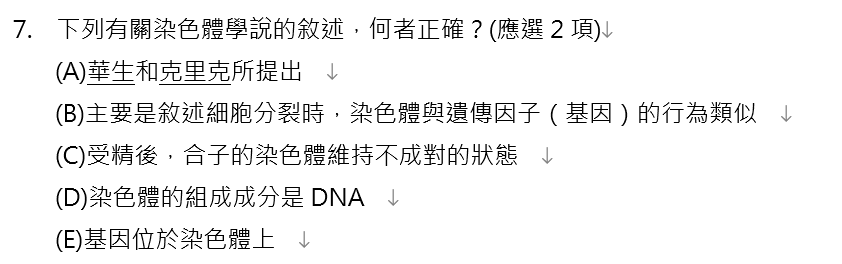 7. 下列有關染色體學說的敘述，何者正確？(應選 2 項)↓
(A)華生和克里克所提出 ↓
(B)主要是敘述細胞分裂時，染色體與遺傳因子（基因）的行為類似 ↓
(C)受精後，合子的染色體維持不成對的狀態 ↓
(D)染色體的組成成分是 DNA ↓
(E)基因位於染色體上 ↓